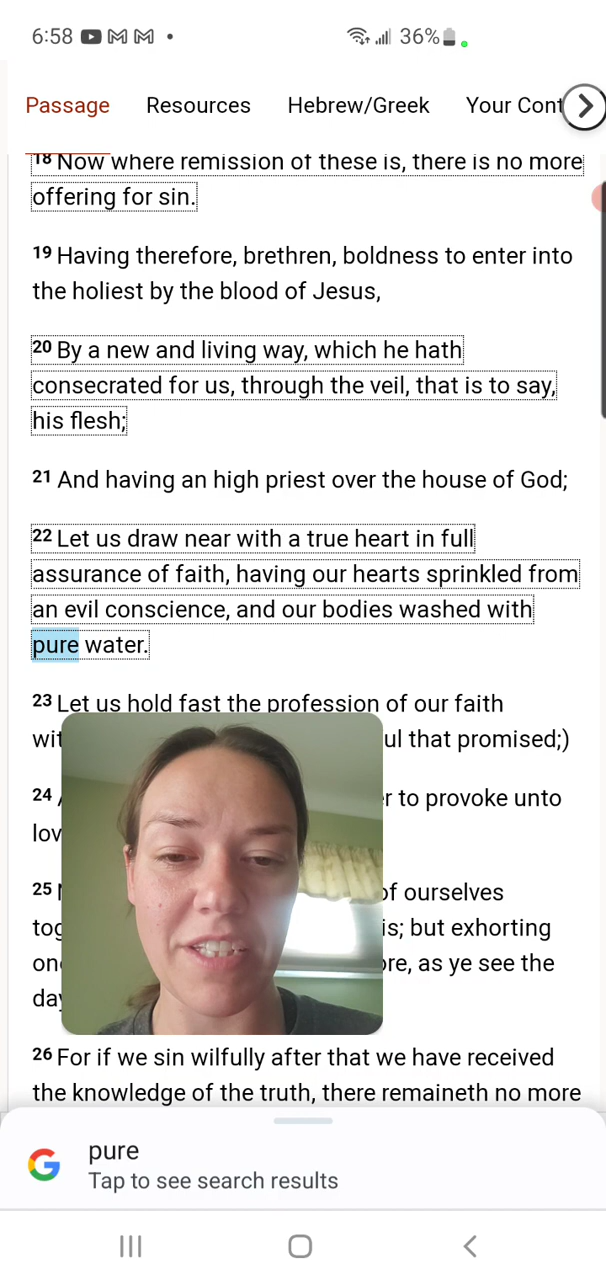 6:58
36%
Passage
Resources
Hebrew/Greek
Your Cont
18 Now where remission of these is, there is no more
offering for sin.
19 Having therefore, brethren, boldness to enter into
the holiest by the blood of Jesus,
20 By a new and living way, which he hath
consecrated for us, through the veil, that is to say,
his flesh;
21 And having an high priest over the house of God;
22 Let us draw near with a true heart in full
assurance of faith, having our hearts sprinkled from
an evil conscience, and our bodies washed with
pure water.
23 Let us hold fast the profession of our faith
wit ul that promised;)
24 r to provoke unto
lov
25 of ourselves
tog is; but exhorting
on ore, as ye see the
day
26 For if we sin wilfully after that we have received
the knowledge of the truth, there remaineth no more
pure
Tap to see search results